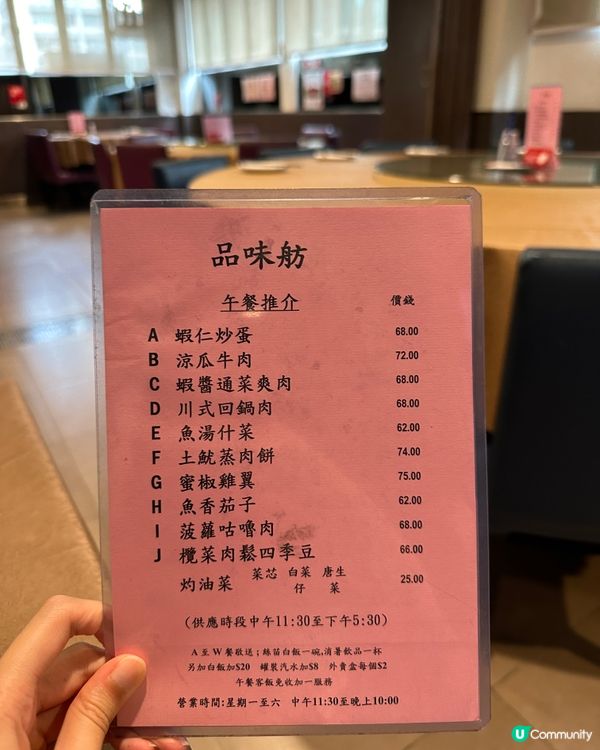 品味舫
午餐推介 價錢
A 蝦仁炒蛋 68.00
B 涼瓜牛肉 72.00
C 蝦醬通菜爽肉 68.00
D 川式回鍋肉 68.00
E 魚湯什菜 62.00
F 土魷蒸肉餅 74.00
G 蜜椒雞翼 75.00
H 魚香茄子 62.00
I 菠蘿咕嚕肉 68.00
J 欖菜肉鬆四季豆 66.00
灼油菜 菜芯 白菜仔 唐生菜 25.00
(供應時段中午11:30至下午5:30)
A 至 W 餐敬送;絲苗白飯一碗,消暑飲品一杯
另加白飯加$20 罐裝汽水加$8 外賣盒每個$2
午餐客飯免收加一服務
營業時間:星期一至六 中午11:30至晚上10:00
U Community